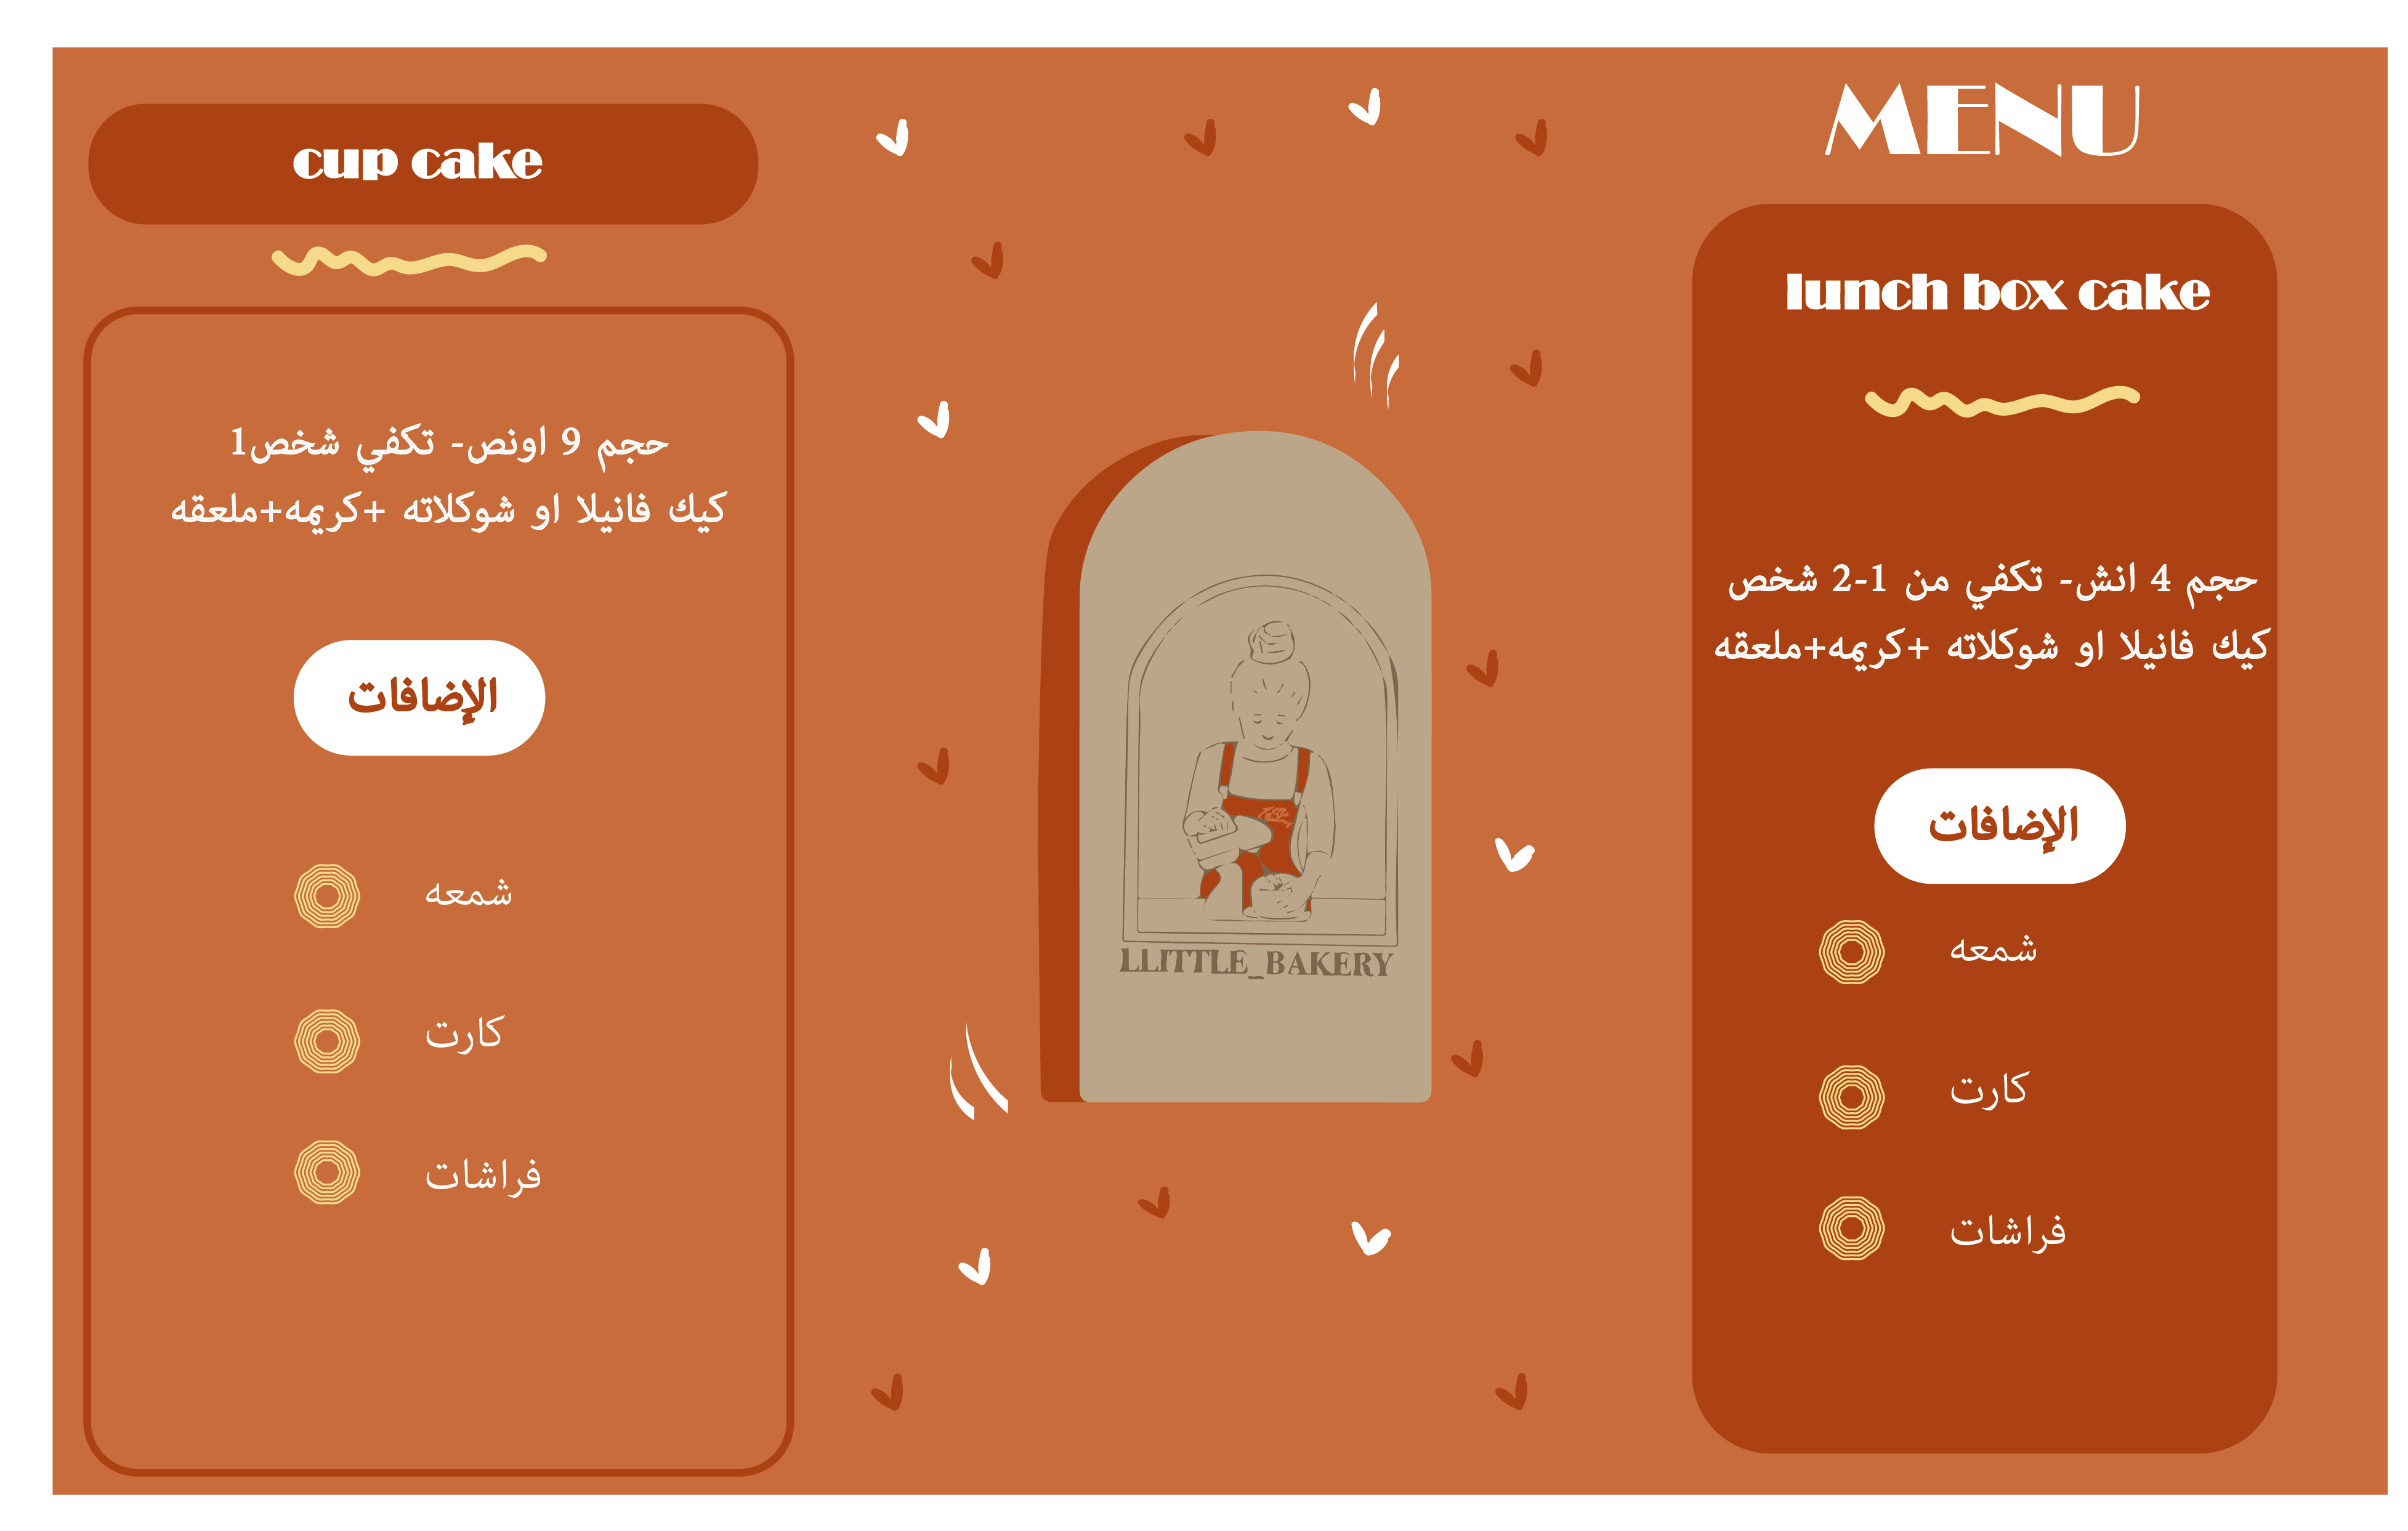 MENU
lunch box cake
حجم 4 انش- تكفي من 1-2 شخص
كيك فانيلا او شوكلاته +كريمه+ملعقه
الإضافات
شمعه
كارت
فراشات
LLITTLE_BAKERY
cup cake
حجم 9 اونص- تكفي شخص1
كيك فانيلا او شوكلاته +كريمه+ملعقه
الإضافات
شمعه
كارت
فراشات